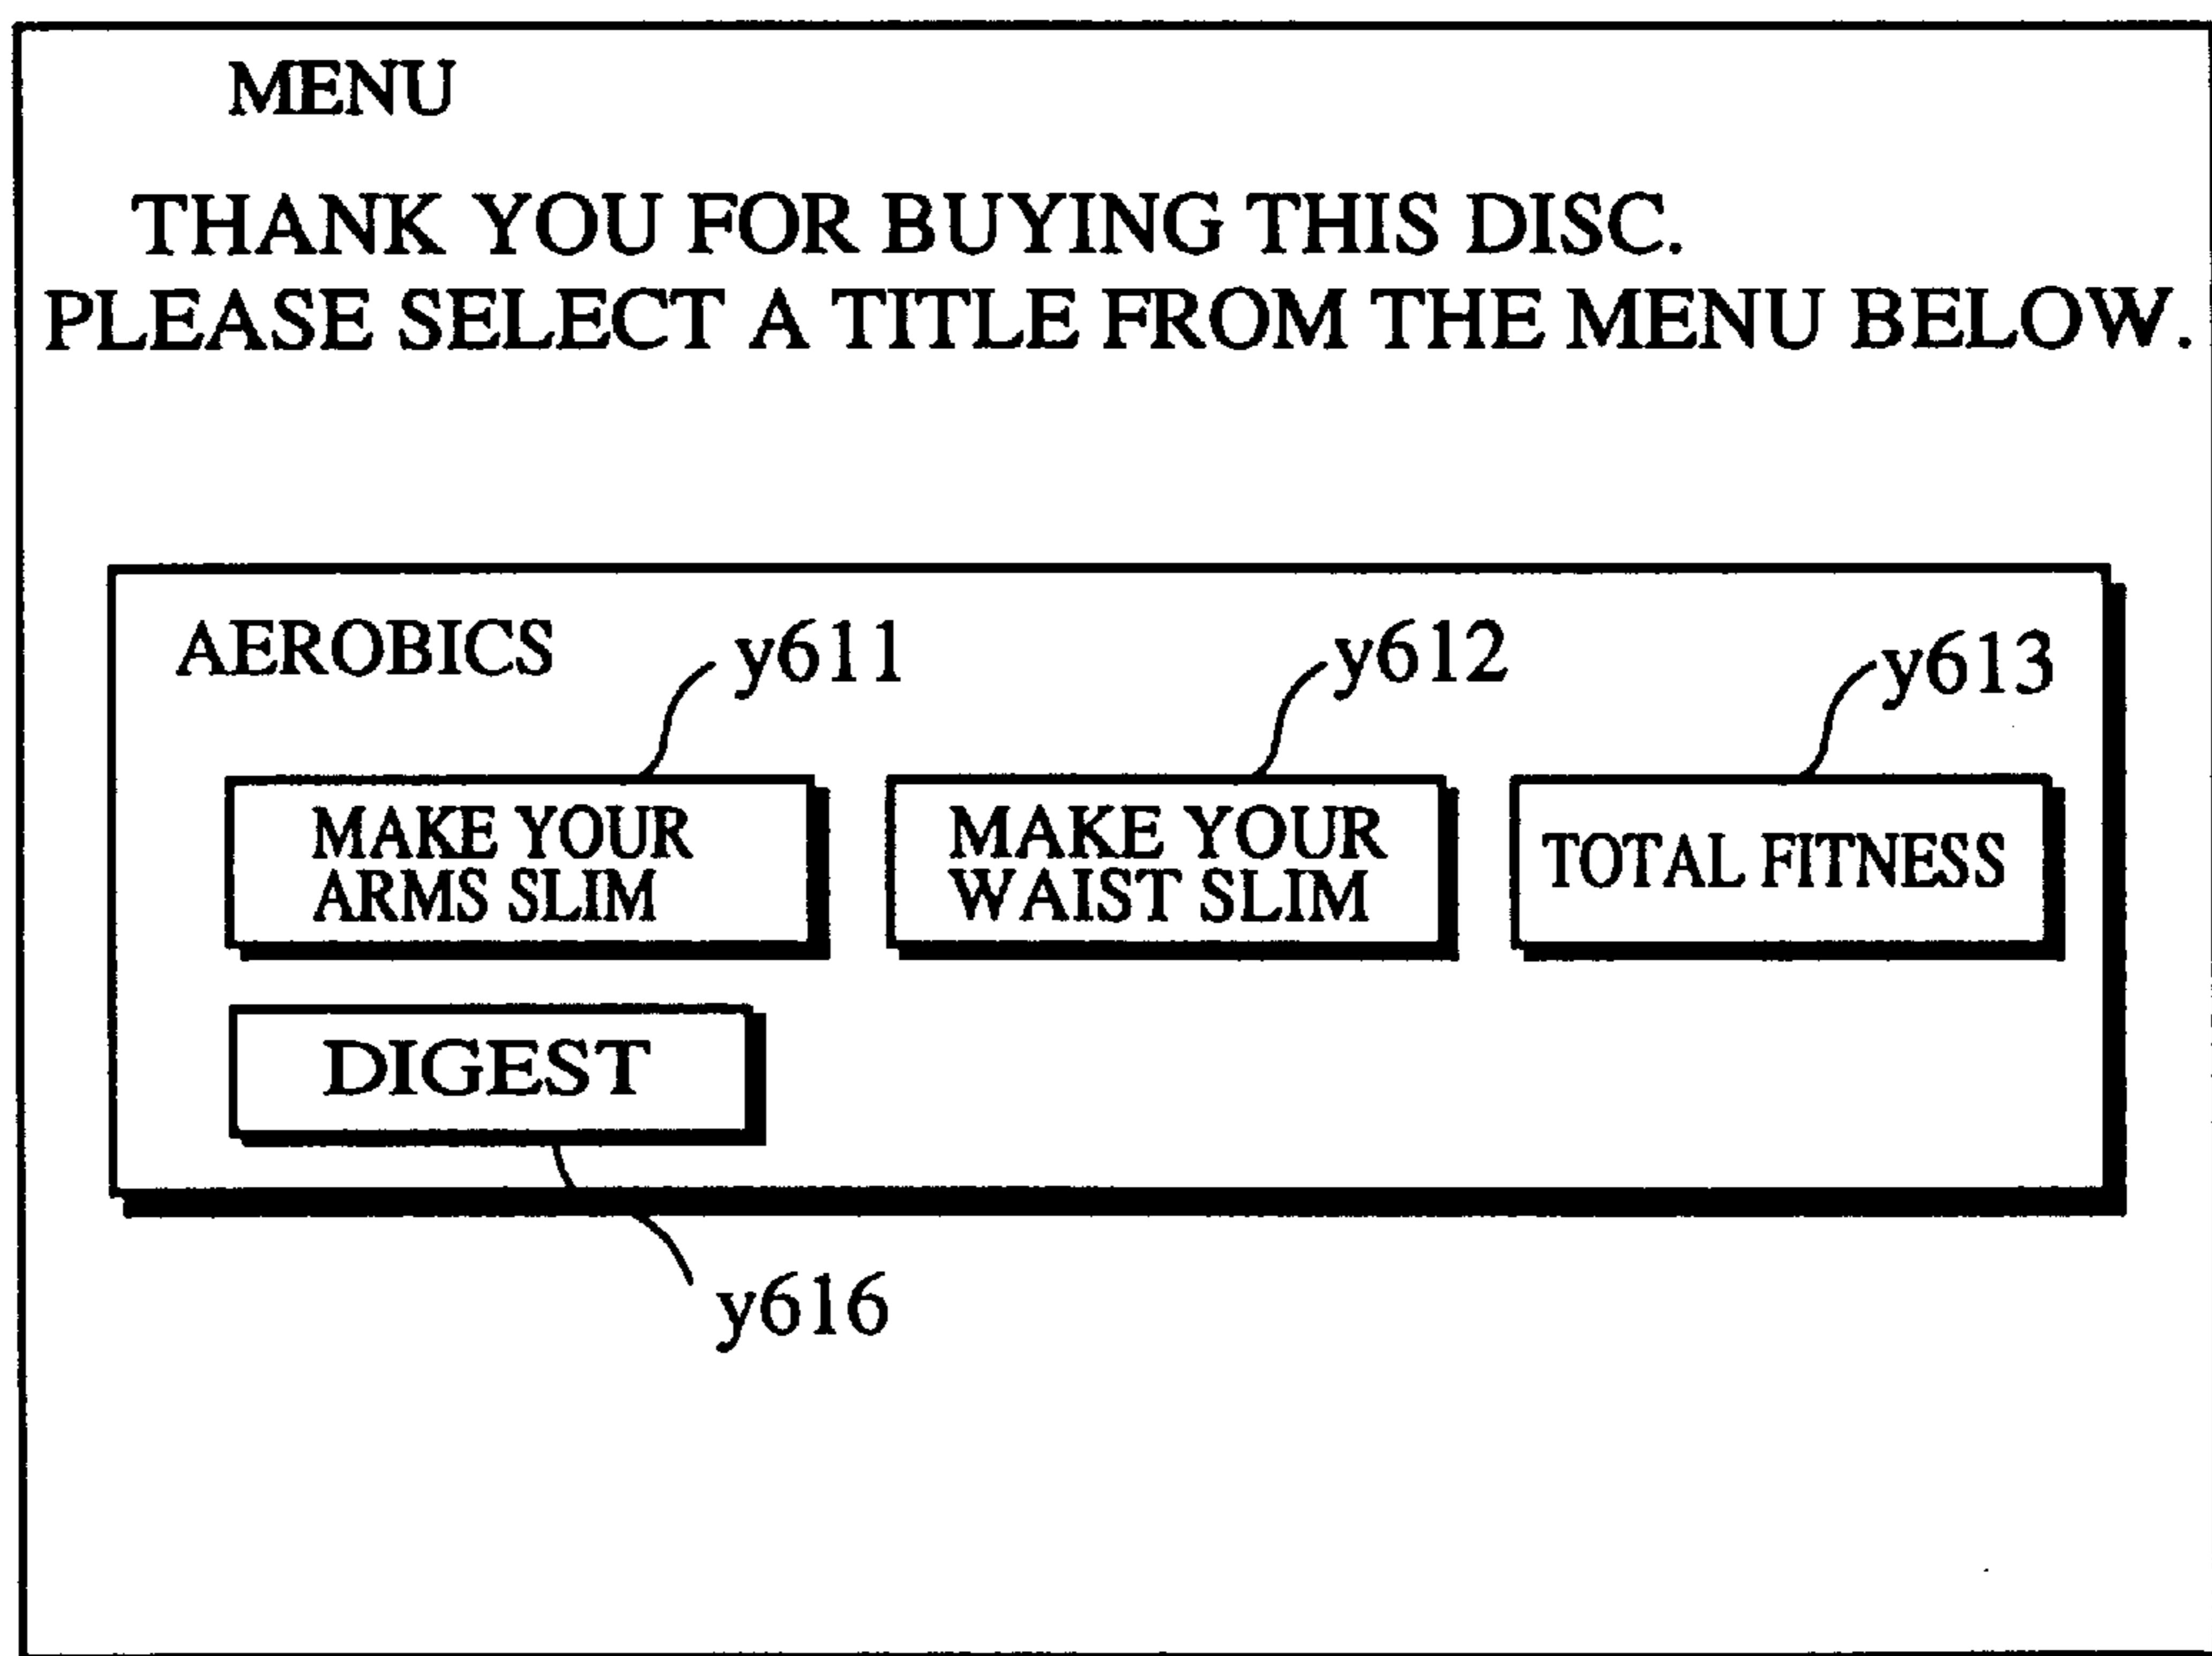 MENU
THANK YOU FOR BUYING THIS DISC.
PLEASE SELECT A TITLE FROM THE MENU BELOW.
AEROBICS
y611
y612
y613
MAKE YOUR
ARMS SLIM
MAKE YOUR
WAIST SLIM
TOTAL FITNESS
DIGEST
y616